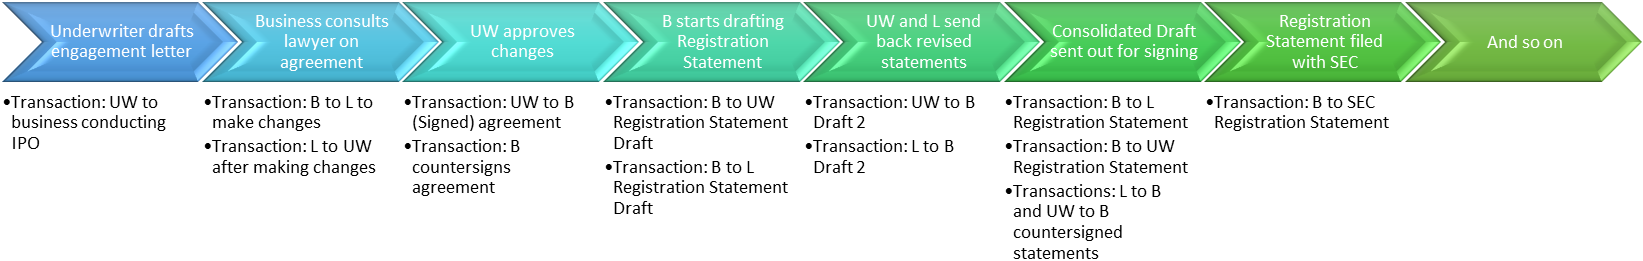 Underwriter drafts
engagement letter
Business consults
lawyer on
agreement
UW approves
changes
B starts drafting
Registration
Statement
UW and L send
back revised
statements
Consolidated Draft
sent out for signing
Registration
Statement filed
with SEC
And so on
•Transaction: UW to
business conducting
IPO
•Transaction: B to L to
make changes
•Transaction: L to UW
after making changes
•Transaction: UW to B
(Signed) agreement
•Transaction: B
countersigns
agreement
•Transaction: B to UW
Registration Statement
Draft
•Transaction: B to L
Registration Statement
Draft
•Transaction: UW to B
Draft 2
•Transaction: L to B
Draft 2
•Transaction: B to L
Registration Statement
•Transaction: B to UW
Registration Statement
•Transactions: L to B
and UW to B
countersigned
statements
•Transaction: B to SEC
Registration Statement